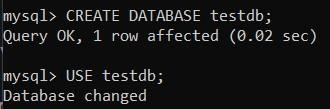 mysql> CREATE DATABASE testdb;
Query OK, 1 row affected (0.02 sec)
mysql> USE testdb;
Database changed